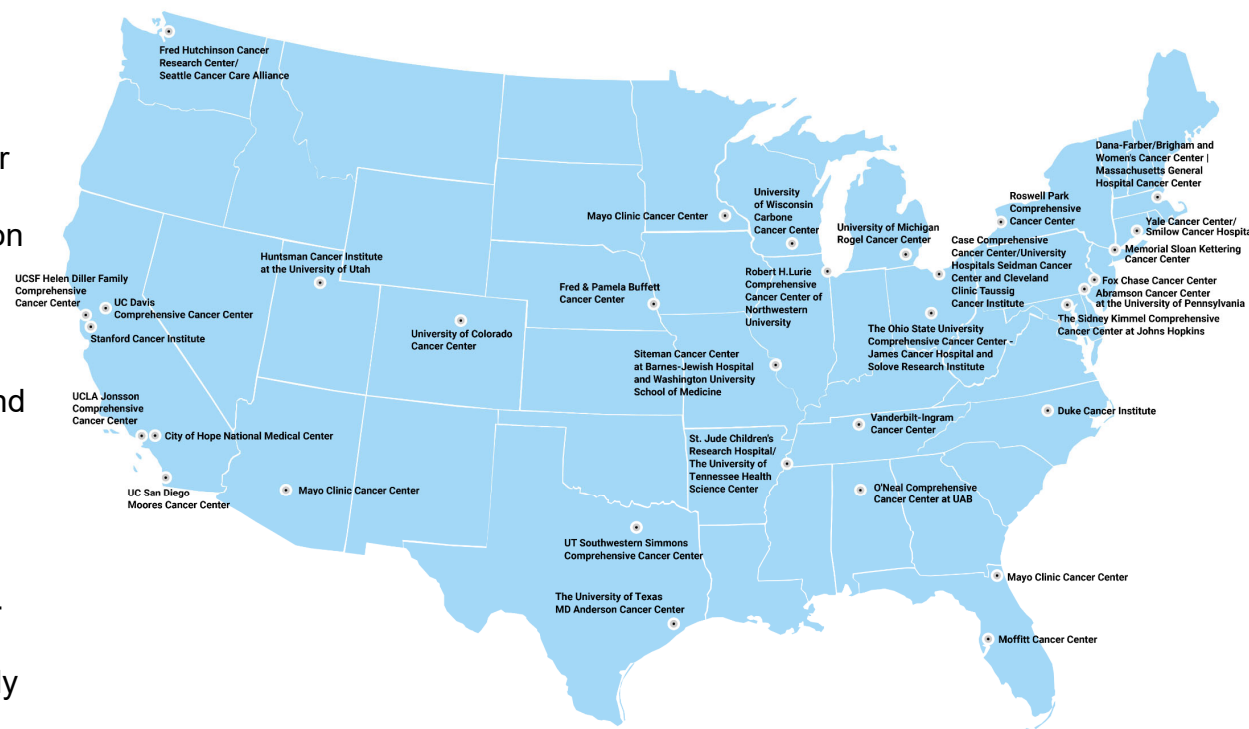 r
on
nd
ly
Fred Hutchinson Cancer
Research Center/
Seattle Cancer Care Alliance
Huntsman Cancer Institute
at the University of Utah
UCSF Helen Diller Family
Comprehensive
Cancer Center
UC Davis
Comprehensive Cancer Center
Stanford Cancer Institute
UCLA Jonsson
Comprehensive
Cancer Center
City of Hope National Medical Center
UC San Diego
Moores Cancer Center
Mayo Clinic Cancer Center
University of Colorado
Cancer Center
Mayo Clinic Cancer Center
University
of Wisconsin
Carbone
Cancer Center
Fred & Pamela Buffett
Cancer Center
Robert H.Lurie
Comprehensive
Cancer Center of
Northwestern
University
Siteman Cancer Center
at Barnes-Jewish Hospital
and Washington University
School of Medicine
St. Jude Children's
Research Hospital/
The University of
Tennessee Health
Science Center
UT Southwestern Simmons
Comprehensive Cancer Center
The University of Texas
MD Anderson Cancer Center
University of Michigan
Rogel Cancer Center
Case Comprehensive
Cancer Center/University
Hospitals Seidman Cancer
Center and Cleveland
Clinic Taussig
Cancer Institute
The Ohio State University
Comprehensive Cancer Center -
James Cancer Hospital and
Solove Research Institute
Vanderbilt-Ingram
Cancer Center
O'Neal Comprehensive
Cancer Center at UAB
Roswell Park
Comprehensive
Cancer Center
Dana-Farber/Brigham and
Women's Cancer Center |
Massachusetts General
Hospital Cancer Center
Yale Cancer Center/
Smilow Cancer Hospita
Memorial Sloan Kettering
Cancer Center
Fox Chase Cancer Center
Abramson Cancer Center
at the University of Pennsylvania
The Sidney Kimmel Comprehensive
Cancer Center at Johns Hopkins
Duke Cancer Institute
Mayo Clinic Cancer Center
Moffitt Cancer Center